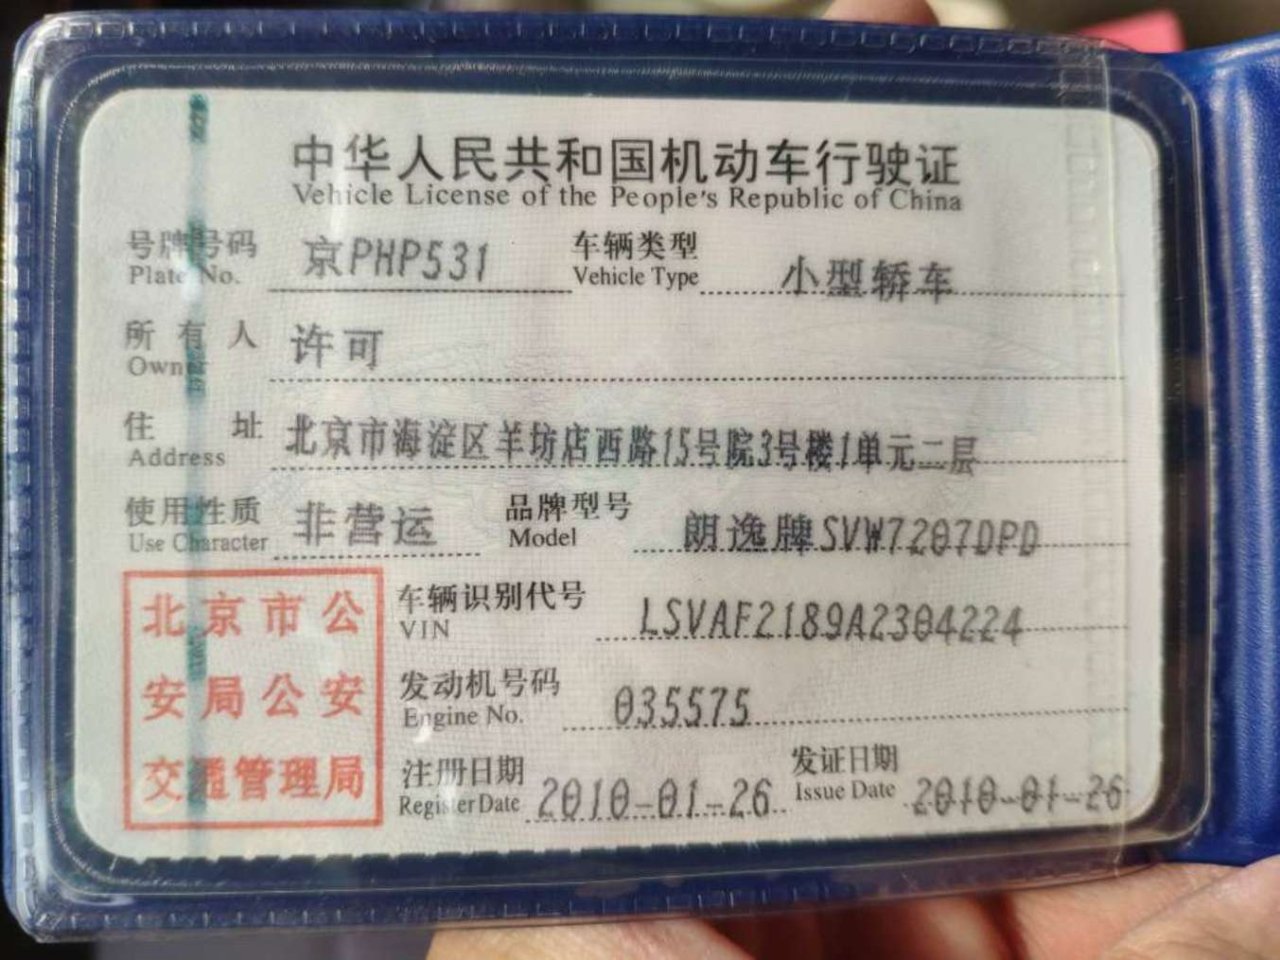 中华人民共和国机动车行驶证
Vehicle License of the People's Republic of China
号牌号码 京PHP531 车辆类型 小型轿车
Plate No. Vehicle Type
所有人 许可
Owner
住址 北京市海淀区羊坊店西路15号院3号楼1单元二层
Address
使用性质 非营运 品牌型号 朗逸牌SVW7207DPD
Use Character Model
车辆识别代号 LSVAF2189A2304224
VIN
发动机号码 035575
Engine No.
注册日期 2010-01-26 发证日期 2010-01-26
Register Date Issue Date
北京市公
安局公安
交通管理局